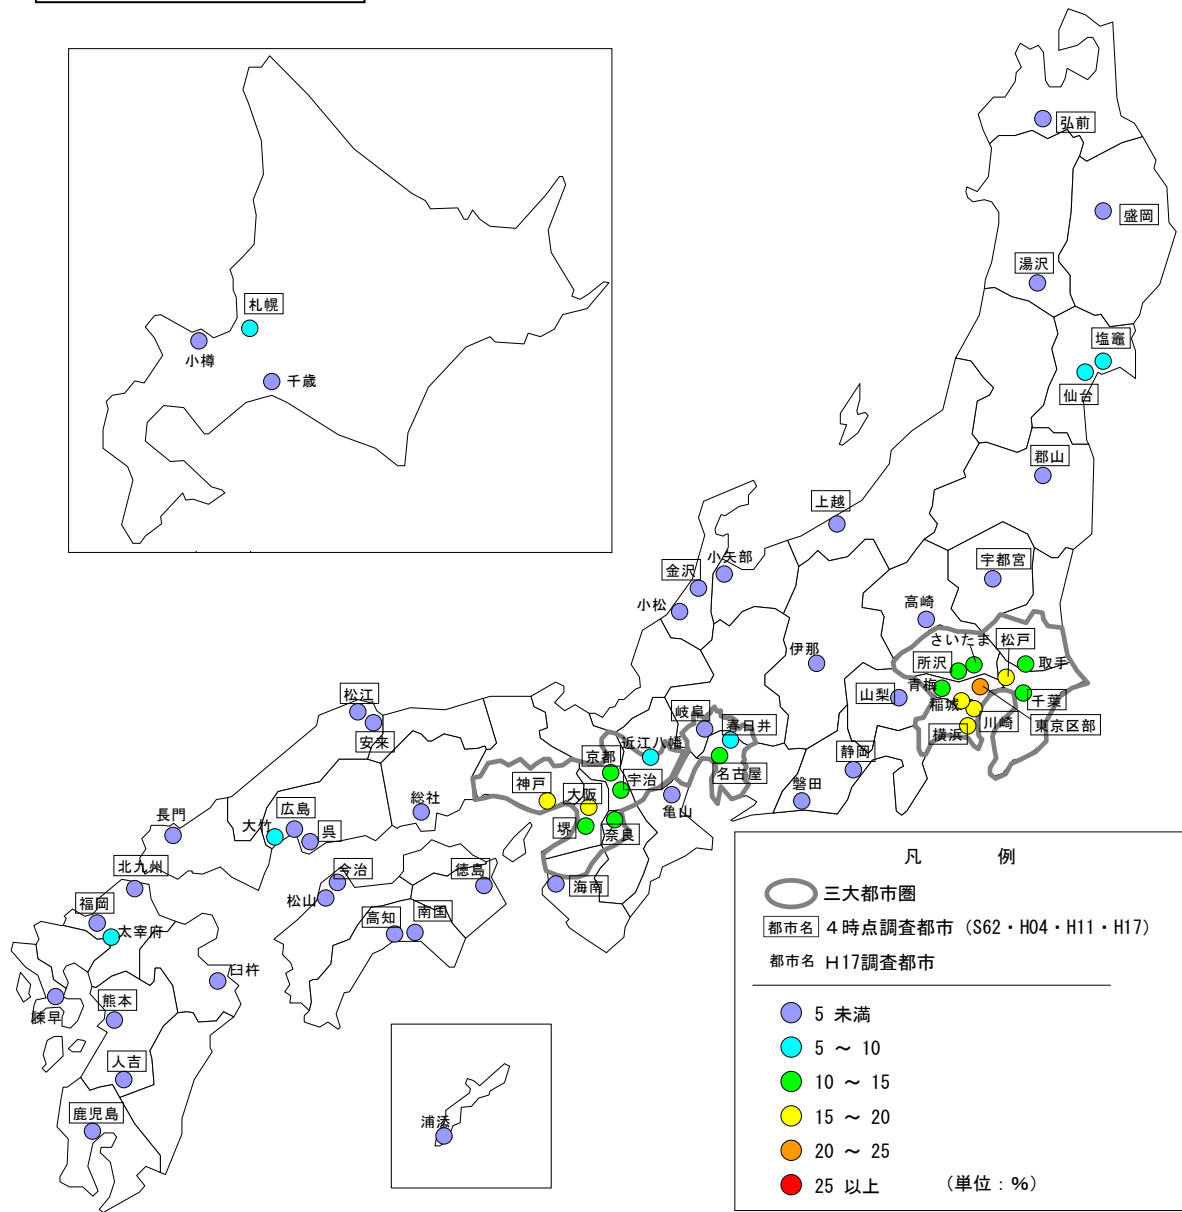 弘前
盛岡
湯沢
札幌
小樽
千歳
塩竈
仙台
郡山
上越
小矢部
宇都宮
金沢
小松
高崎
さいたま
松戸
伊那
所沢
取手
青梅
山梨
稲城
千葉
松江
安来
岐阜
春日井
横浜
川崎
東京区部
近江八幡
京都
静岡
名古屋
神戸
大阪
宇治
磐田
亀山
総社
広島
長門
大竹
呉
堺
奈良
北九州
今治
徳島
海南
松山
福岡
高知
南国
太宰府
臼杵
諫早
熊本
人吉
鹿児島
浦添
凡 例
三大都市圏
都市名 4時点調査都市(S62・H04・H11・H17)
都市名 H17調査都市
5 未満
5 ~ 10
10 ~ 15
15 ~ 20
20 ~ 25
25 以上 (単位:%)